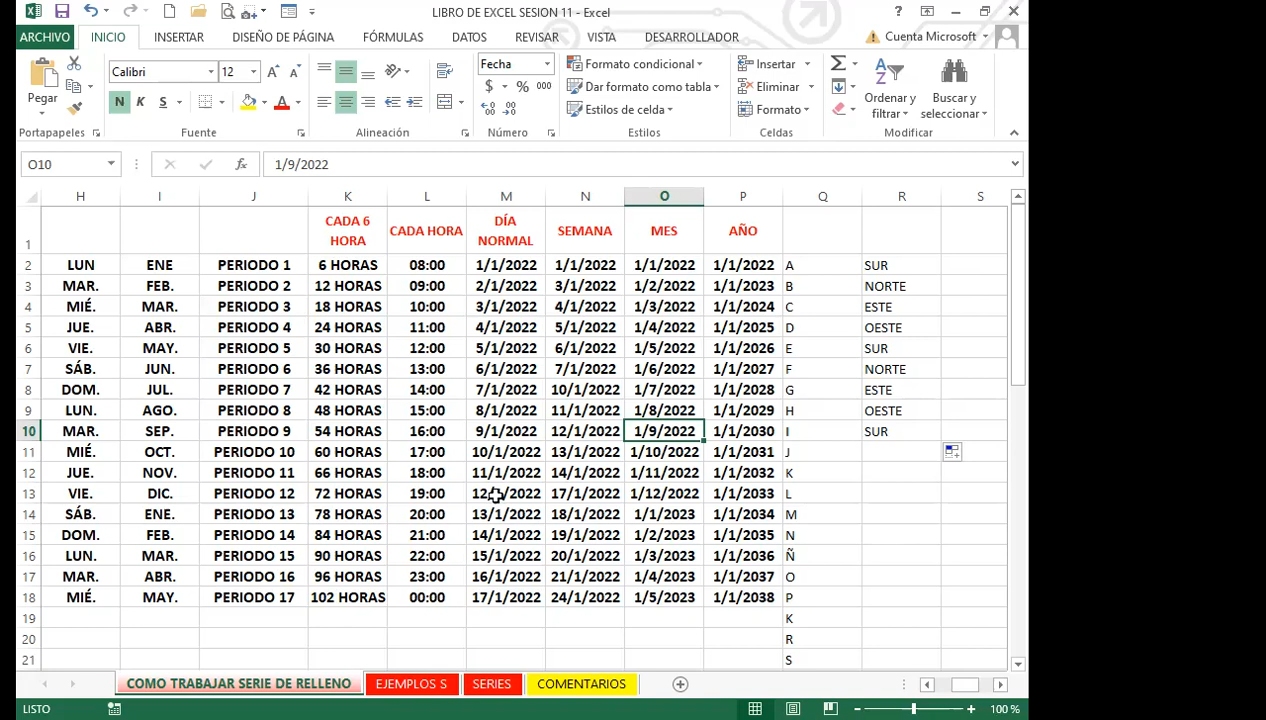 LIBRO DE EXCEL SESION 11 - Excel
ARCHIVO INICIO INSERTAR DISEÑO DE PÁGINA FÓRMULAS DATOS REVISAR VISTA DESARROLLADOR Cuenta Microsoft
Pegar Calibri 12 N K S A A A Fecha $ % 000 Formato condicional Dar formato como tabla Estilos de celda Insertar Eliminar Formato Ordenar y filtrar Buscar y seleccionar
Portapapeles Fuente Alineación Número Estilos Celdas Modificar
O10 fx 1/9/2022
H I J K L M N O P Q R S
1 CADA 6 HORA CADA HORA DÍA NORMAL SEMANA MES AÑO
2 LUN ENE PERIODO 1 6 HORAS 08:00 1/1/2022 1/1/2022 1/1/2022 1/1/2022 A SUR
3 MAR. FEB. PERIODO 2 12 HORAS 09:00 2/1/2022 3/1/2022 1/2/2022 1/1/2023 B NORTE
4 MIÉ. MAR. PERIODO 3 18 HORAS 10:00 3/1/2022 4/1/2022 1/3/2022 1/1/2024 C ESTE
5 JUE. ABR. PERIODO 4 24 HORAS 11:00 4/1/2022 5/1/2022 1/4/2022 1/1/2025 D OESTE
6 VIE. MAY. PERIODO 5 30 HORAS 12:00 5/1/2022 6/1/2022 1/5/2022 1/1/2026 E SUR
7 SÁB. JUN. PERIODO 6 36 HORAS 13:00 6/1/2022 7/1/2022 1/6/2022 1/1/2027 F NORTE
8 DOM. JUL. PERIODO 7 42 HORAS 14:00 7/1/2022 10/1/2022 1/7/2022 1/1/2028 G ESTE
9 LUN. AGO. PERIODO 8 48 HORAS 15:00 8/1/2022 11/1/2022 1/8/2022 1/1/2029 H OESTE
10 MAR. SEP. PERIODO 9 54 HORAS 16:00 9/1/2022 12/1/2022 1/9/2022 1/1/2030 I SUR
11 MIÉ. OCT. PERIODO 10 60 HORAS 17:00 10/1/2022 13/1/2022 1/10/2022 1/1/2031 J
12 JUE. NOV. PERIODO 11 66 HORAS 18:00 11/1/2022 14/1/2022 1/11/2022 1/1/2032 K
13 VIE. DIC. PERIODO 12 72 HORAS 19:00 12/1/2022 17/1/2022 1/12/2022 1/1/2033 L
14 SÁB. ENE. PERIODO 13 78 HORAS 20:00 13/1/2022 18/1/2022 1/1/2023 1/1/2034 M
15 DOM. FEB. PERIODO 14 84 HORAS 21:00 14/1/2022 19/1/2022 1/2/2023 1/1/2035 N
16 LUN. MAR. PERIODO 15 90 HORAS 22:00 15/1/2022 20/1/2022 1/3/2023 1/1/2036 Ñ
17 MAR. ABR. PERIODO 16 96 HORAS 23:00 16/1/2022 21/1/2022 1/4/2023 1/1/2037 O
18 MIÉ. MAY. PERIODO 17 102 HORAS 00:00 17/1/2022 24/1/2022 1/5/2023 1/1/2038 P
19 K
20 R
21 S
COMO TRABAJAR SERIE DE RELLENO EJEMPLOS S SERIES COMENTARIOS
LISTO 100 %